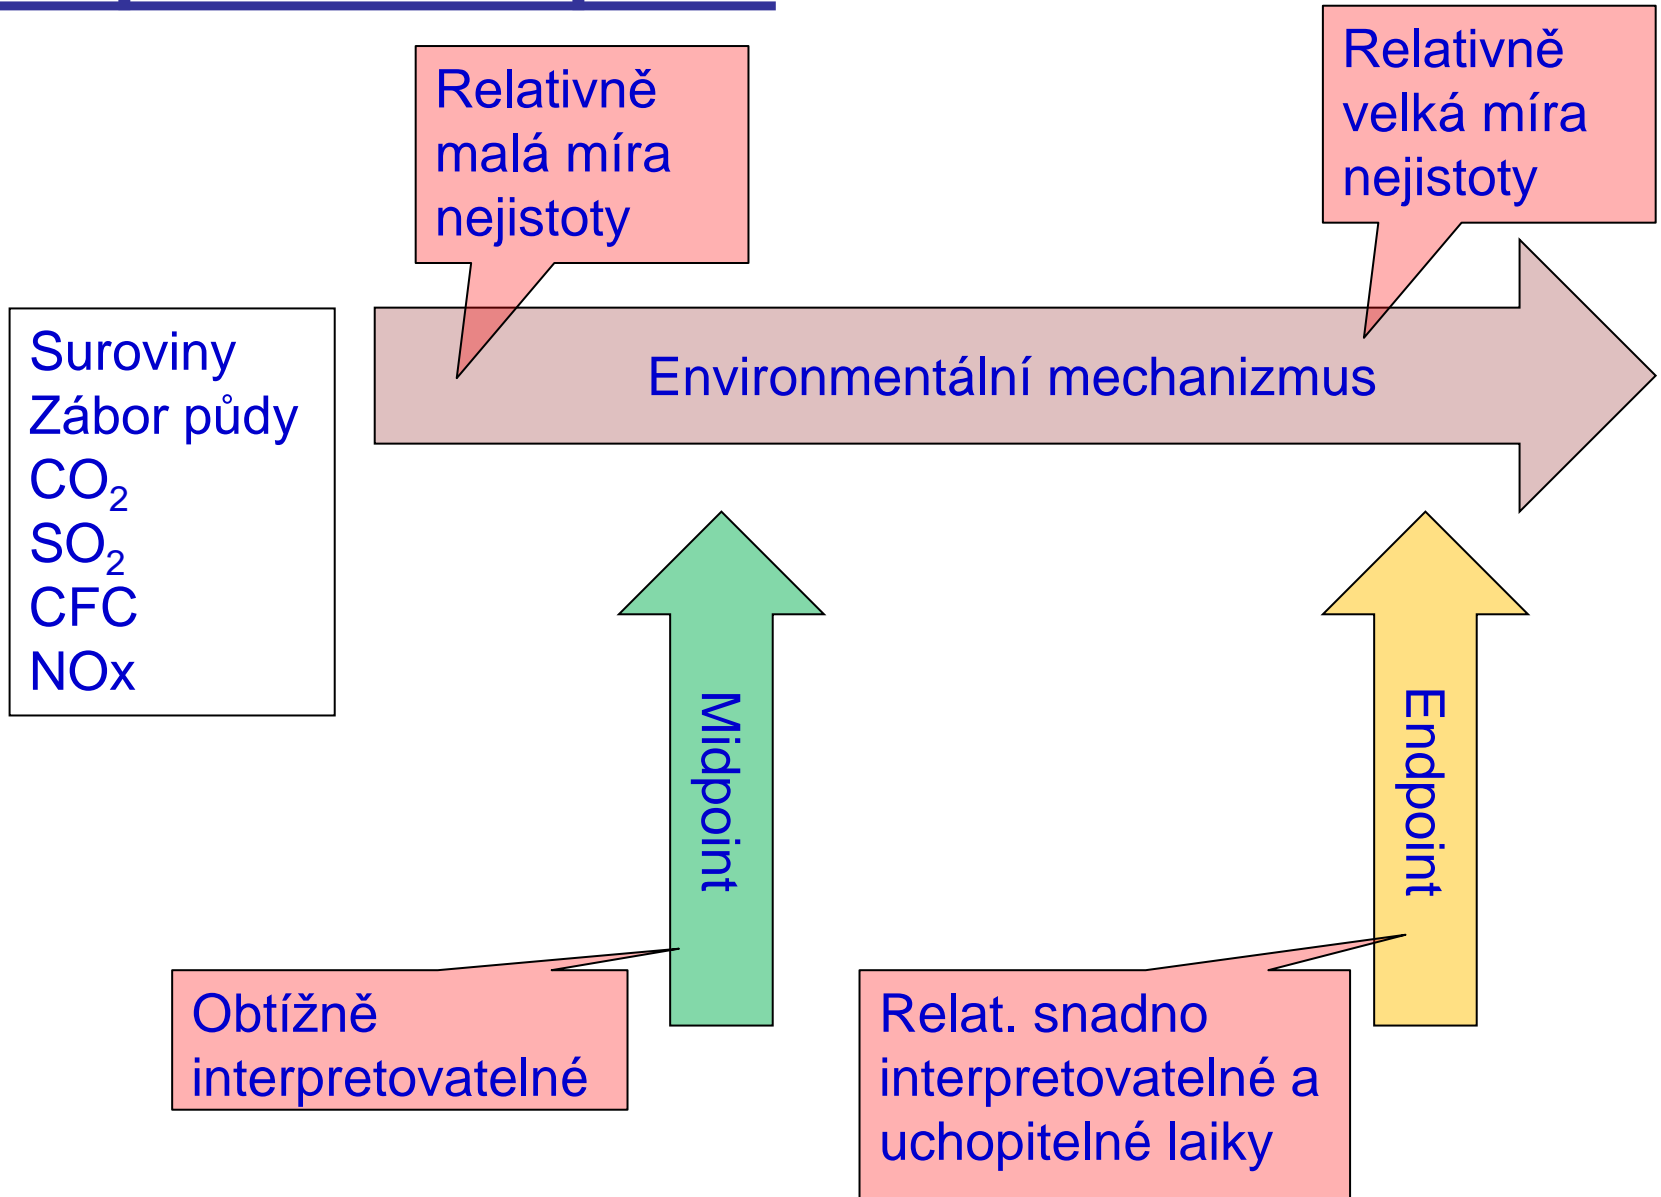 Relativně
malá míra
nejistoty
Relativně
velká míra
nejistoty
Suroviny
Zábor půdy
CO₂
SO₂
CFC
NOx
Environmentální mechanizmus
Midpoint
Endpoint
Obtížně
interpretovatelné
Relat. snadno
interpretovatelné a
uchopitelné laiky